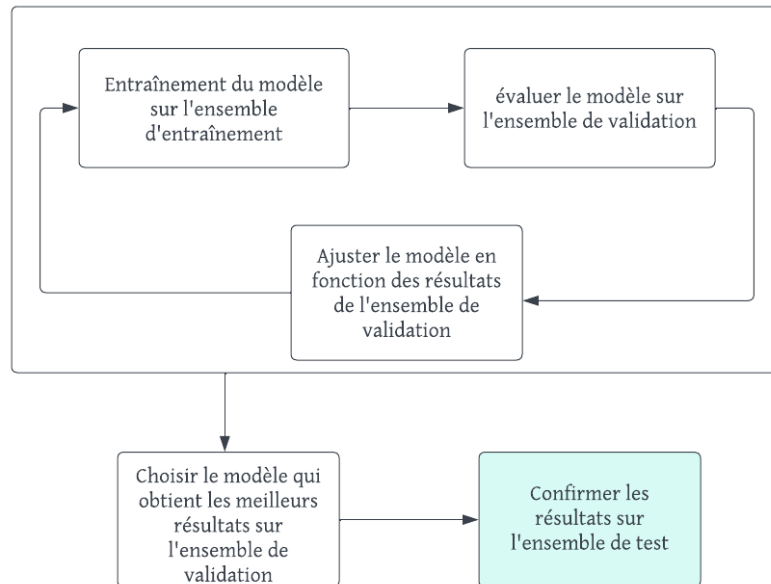 Entraînement du modèle
sur l'ensemble
d'entraînement
évaluer le modèle sur
l'ensemble de validation
Ajuster le modèle en
fonction des résultats
de l'ensemble de
validation
Choisir le modèle qui
obtient les meilleurs
résultats sur
l'ensemble de
validation
Confirmer les
résultats sur
l'ensemble de test